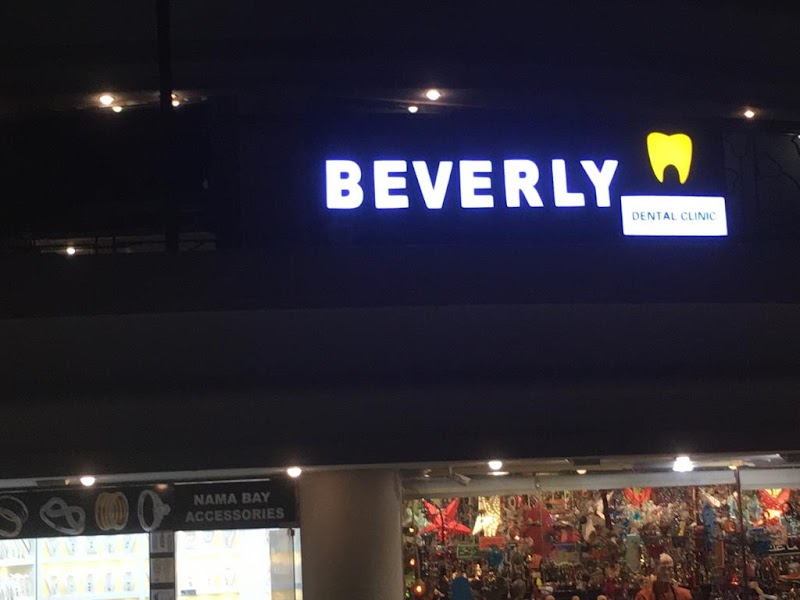 BEVERLY
DENTAL CLINIC
NAMA BAY
ACCESSORIES